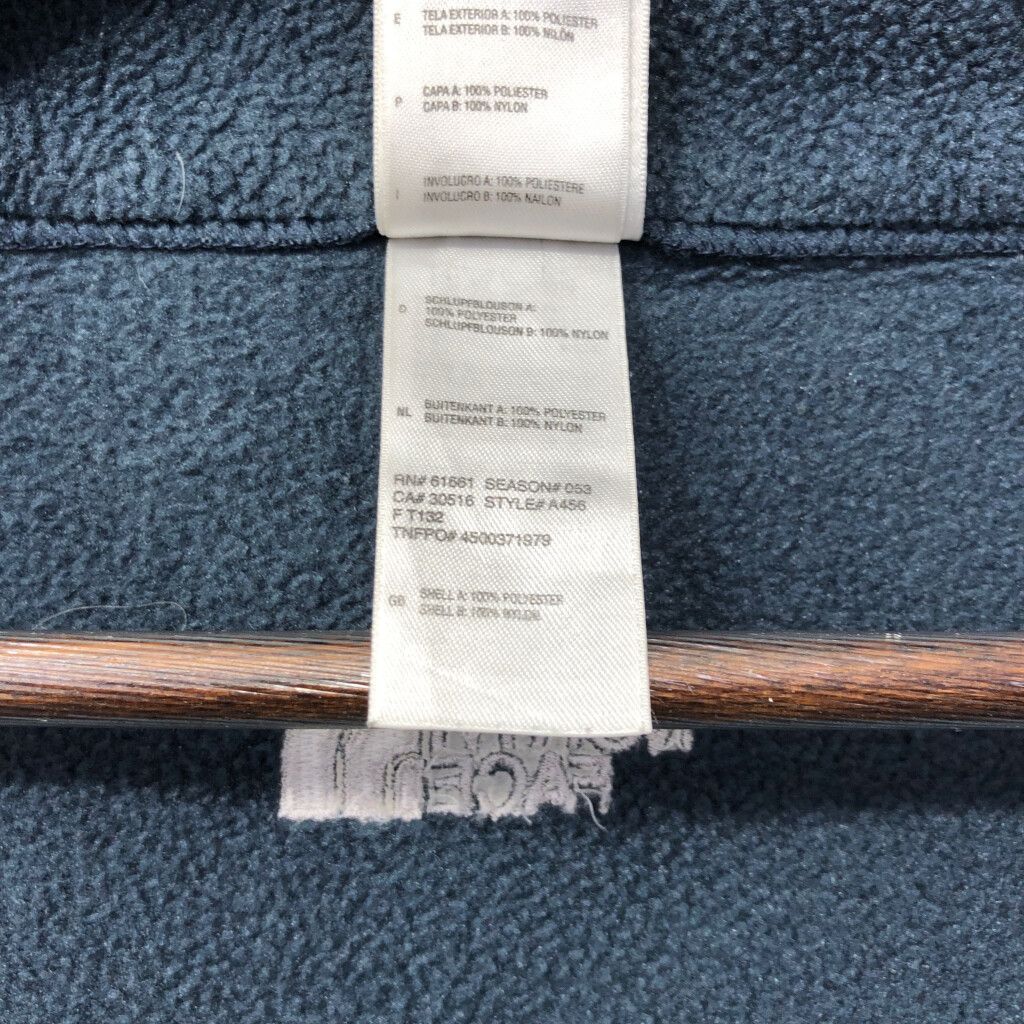 E TELA EXTERIOR A: 100% POLIESTER
TELA EXTERIOR B: 100% NILÓN
P CAPA A: 100% POLIÉSTER
CAPA B: 100% NYLON
I INVOLUCRO A: 100% POLIESTERE
INVOLUCRO B: 100% NAILON
D SCHLUPFBLOUSON A:
100% POLYESTER
SCHLUPFBLOUSON B: 100% NYLON
NL BUITENKANT A: 100% POLYESTER
BUITENKANT B: 100% NYLON
RN# 61661 SEASON# 053
CA# 30516 STYLE# A456
F T132
TNFPO# 4500371979
GB SHELL A: 100% POLYESTER
SHELL B: 100% NYLON